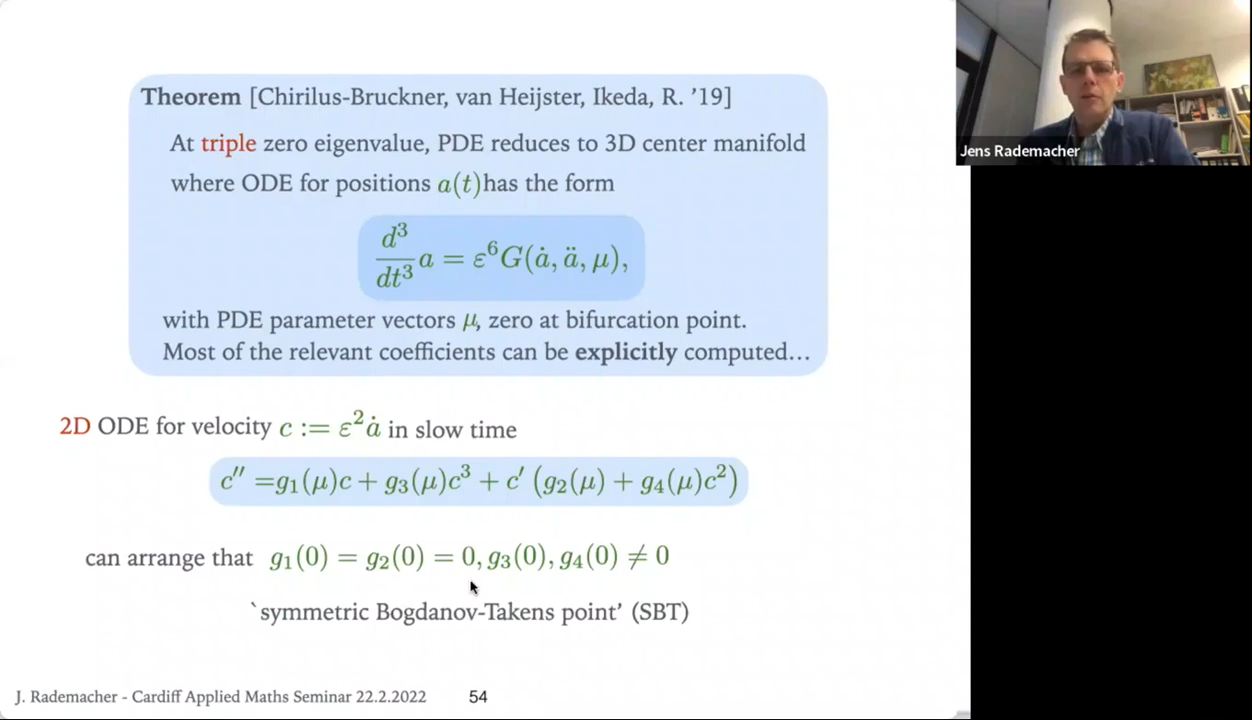 Theorem [Chirilus-Bruckner, van Heijster, Ikeda, R. '19]
At triple zero eigenvalue, PDE reduces to 3D center manifold
where ODE for positions a(t)has the form
d³/dt³ a = ε⁶G(ȧ, ä, μ),
with PDE parameter vectors μ, zero at bifurcation point.
Most of the relevant coefficients can be explicitly computed...
2D ODE for velocity c := ε²ȧ in slow time
c″ =g₁(μ)c + g₃(μ)c³ + c′ (g₂(μ) + g₄(μ)c²)
can arrange that g₁(0) = g₂(0) = 0, g₃(0), g₄(0) ≠ 0
`symmetric Bogdanov-Takens point' (SBT)
J. Rademacher - Cardiff Applied Maths Seminar 22.2.2022 54
Jens Rademacher